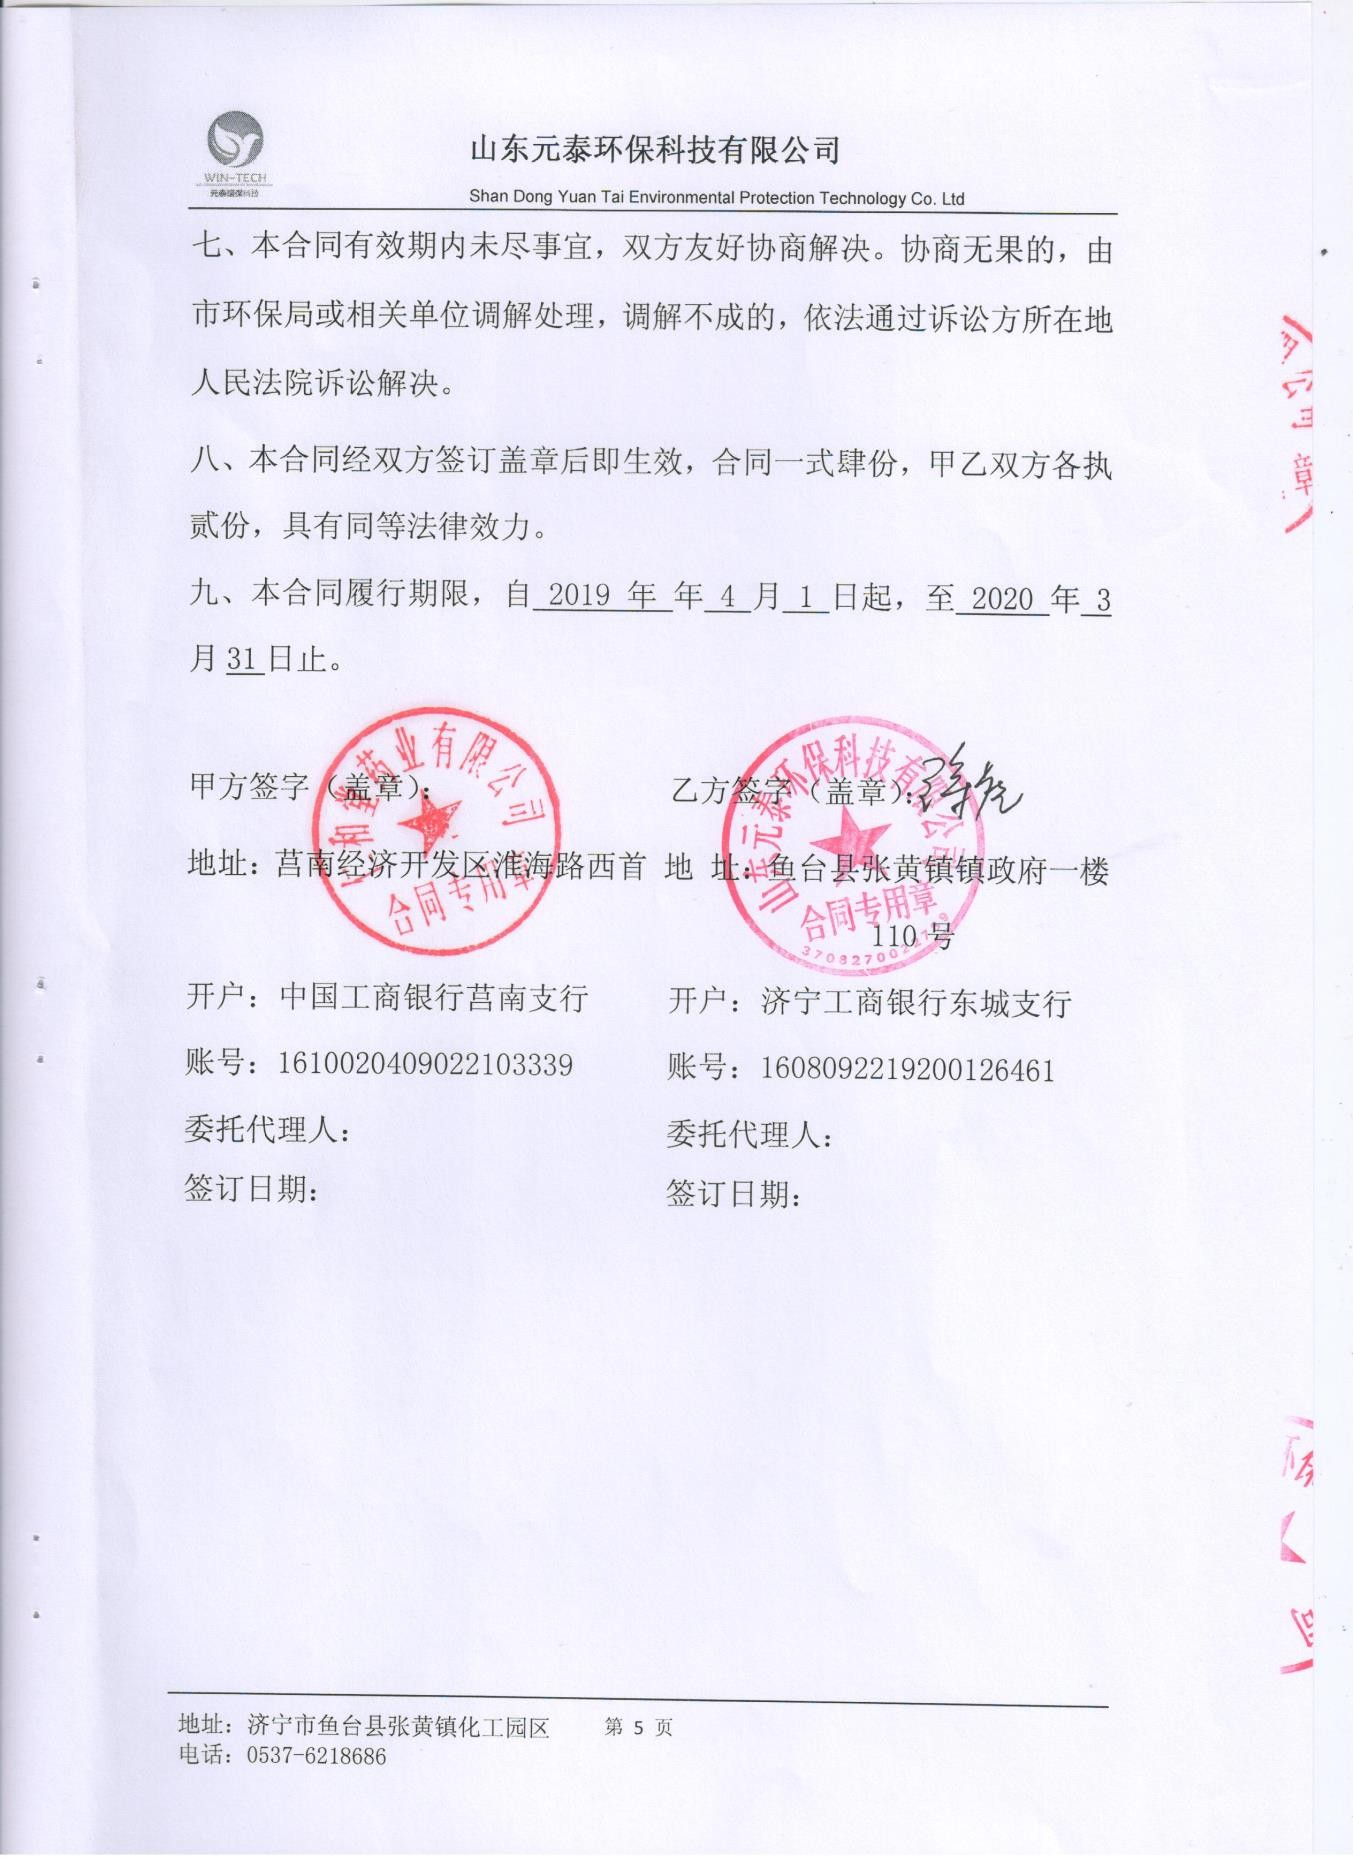 WIN-TECH
元泰环保科技
山东元泰环保科技有限公司
Shan Dong Yuan Tai Environmental Protection Technology Co. Ltd
七、本合同有效期内未尽事宜，双方友好协商解决。协商无果的，由
市环保局或相关单位调解处理，调解不成的，依法通过诉讼方所在地
人民法院诉讼解决。
八、本合同经双方签订盖章后即生效，合同一式肆份，甲乙双方各执
贰份，具有同等法律效力。
九、本合同履行期限，自 2019 年 年 4 月 1 日起，至 2020 年 3
月 31 日止。
甲方签字（盖章）：
地址：莒南经济开发区淮海路西首
和堂药业有限公司
合同专用章
开户：中国工商银行莒南支行
账号：1610020409022103339
委托代理人：
签订日期：
乙方签字（盖章）：
地 址：鱼台县张黄镇镇政府一楼
110 号
山东元泰环保科技有限公司
合同专用章
开户：济宁工商银行东城支行
账号：1608092219200126461
委托代理人：
签订日期：
章
地址：济宁市鱼台县张黄镇化工园区 第 5 页
电话：0537-6218686